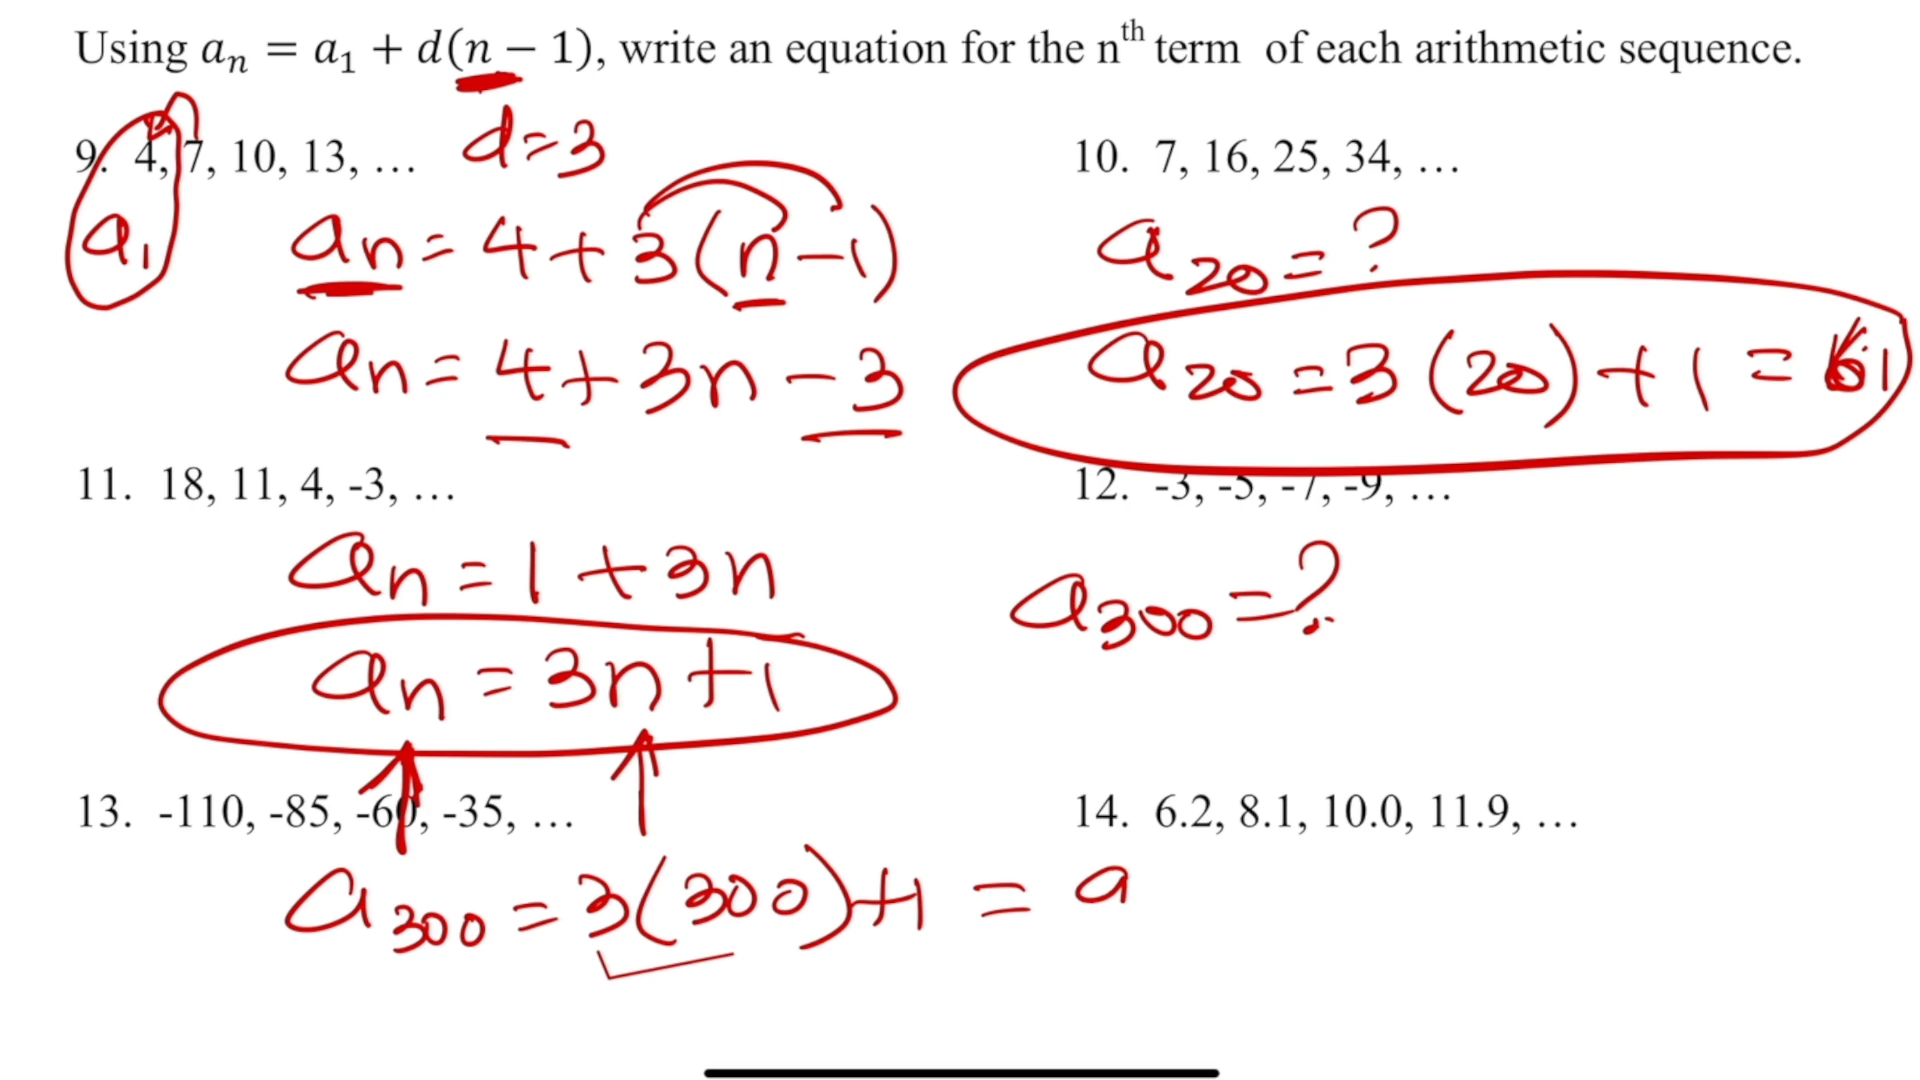 Using aₙ = a₁ + d(n − 1), write an equation for the nᵗʰ term of each arithmetic sequence.
9. 4, 7, 10, 13, … d=3
10. 7, 16, 25, 34, …
a₁
aₙ = 4 + 3(n − 1)
a₂₀ = ?
aₙ = 4 + 3n − 3
a₂₀ = 3(20) + 1 = 61
11. 18, 11, 4, -3, …
12. -3, -5, -7, -9, …
aₙ = 1 + 3n
a₃₀₀ = ?
aₙ = 3n + 1
13. -110, -85, -60, -35, …
14. 6.2, 8.1, 10.0, 11.9, …
a₃₀₀ = 3(300) + 1 = a